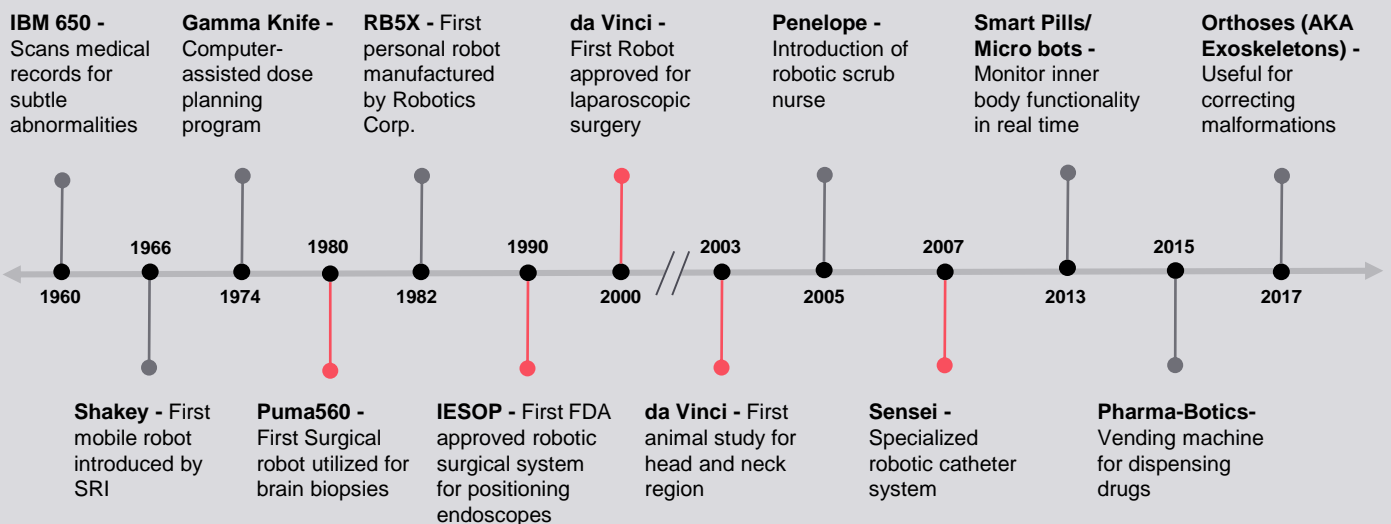 IBM 650 -
Scans medical
records for
subtle
abnormalities
Gamma Knife -
Computer-
assisted dose
planning
program
RB5X - First
personal robot
manufactured
by Robotics
Corp.
da Vinci -
First Robot
approved for
laparoscopic
surgery
Penelope -
Introduction of
robotic scrub
nurse
Smart Pills/
Micro bots -
Monitor inner
body functionality
in real time
Orthoses (AKA
Exoskeletons) -
Useful for
correcting
malformations
1966
1980
1990
2003
2007
2015
1960
1974
1982
2000
2005
2013
2017
Shakey - First
mobile robot
introduced by
SRI
Puma560 -
First Surgical
robot utilized for
brain biopsies
IESOP - First FDA
approved robotic
surgical system
for positioning
endoscopes
da Vinci - First
animal study for
head and neck
region
Sensei -
Specialized
robotic catheter
system
Pharma-Botics-
Vending machine
for dispensing
drugs